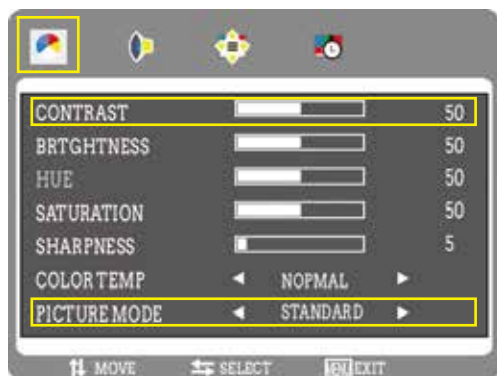 CONTRAST 50
BRTGHTNESS 50
HUE 50
SATURATION 50
SHARPNESS 5
COLOR TEMP NOPMAL
PICTURE MODE STANDARD
MOVE SELECT MENU EXIT